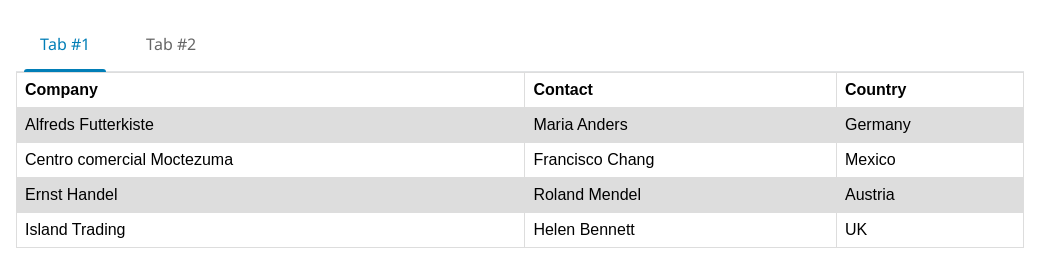 Tab #1 Tab #2
Company Contact Country
Alfreds Futterkiste Maria Anders Germany
Centro comercial Moctezuma Francisco Chang Mexico
Ernst Handel Roland Mendel Austria
Island Trading Helen Bennett UK